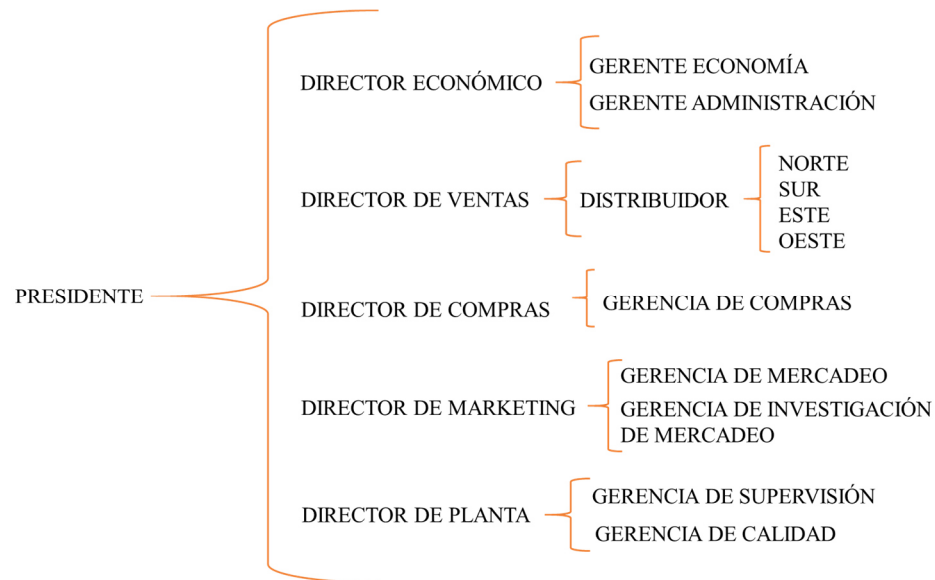 PRESIDENTE
DIRECTOR ECONÓMICO
GERENTE ECONOMÍA
GERENTE ADMINISTRACIÓN
DIRECTOR DE VENTAS
DISTRIBUIDOR
NORTE
SUR
ESTE
OESTE
DIRECTOR DE COMPRAS
GERENCIA DE COMPRAS
DIRECTOR DE MARKETING
GERENCIA DE MERCADEO
GERENCIA DE INVESTIGACIÓN
DE MERCADEO
DIRECTOR DE PLANTA
GERENCIA DE SUPERVISIÓN
GERENCIA DE CALIDAD